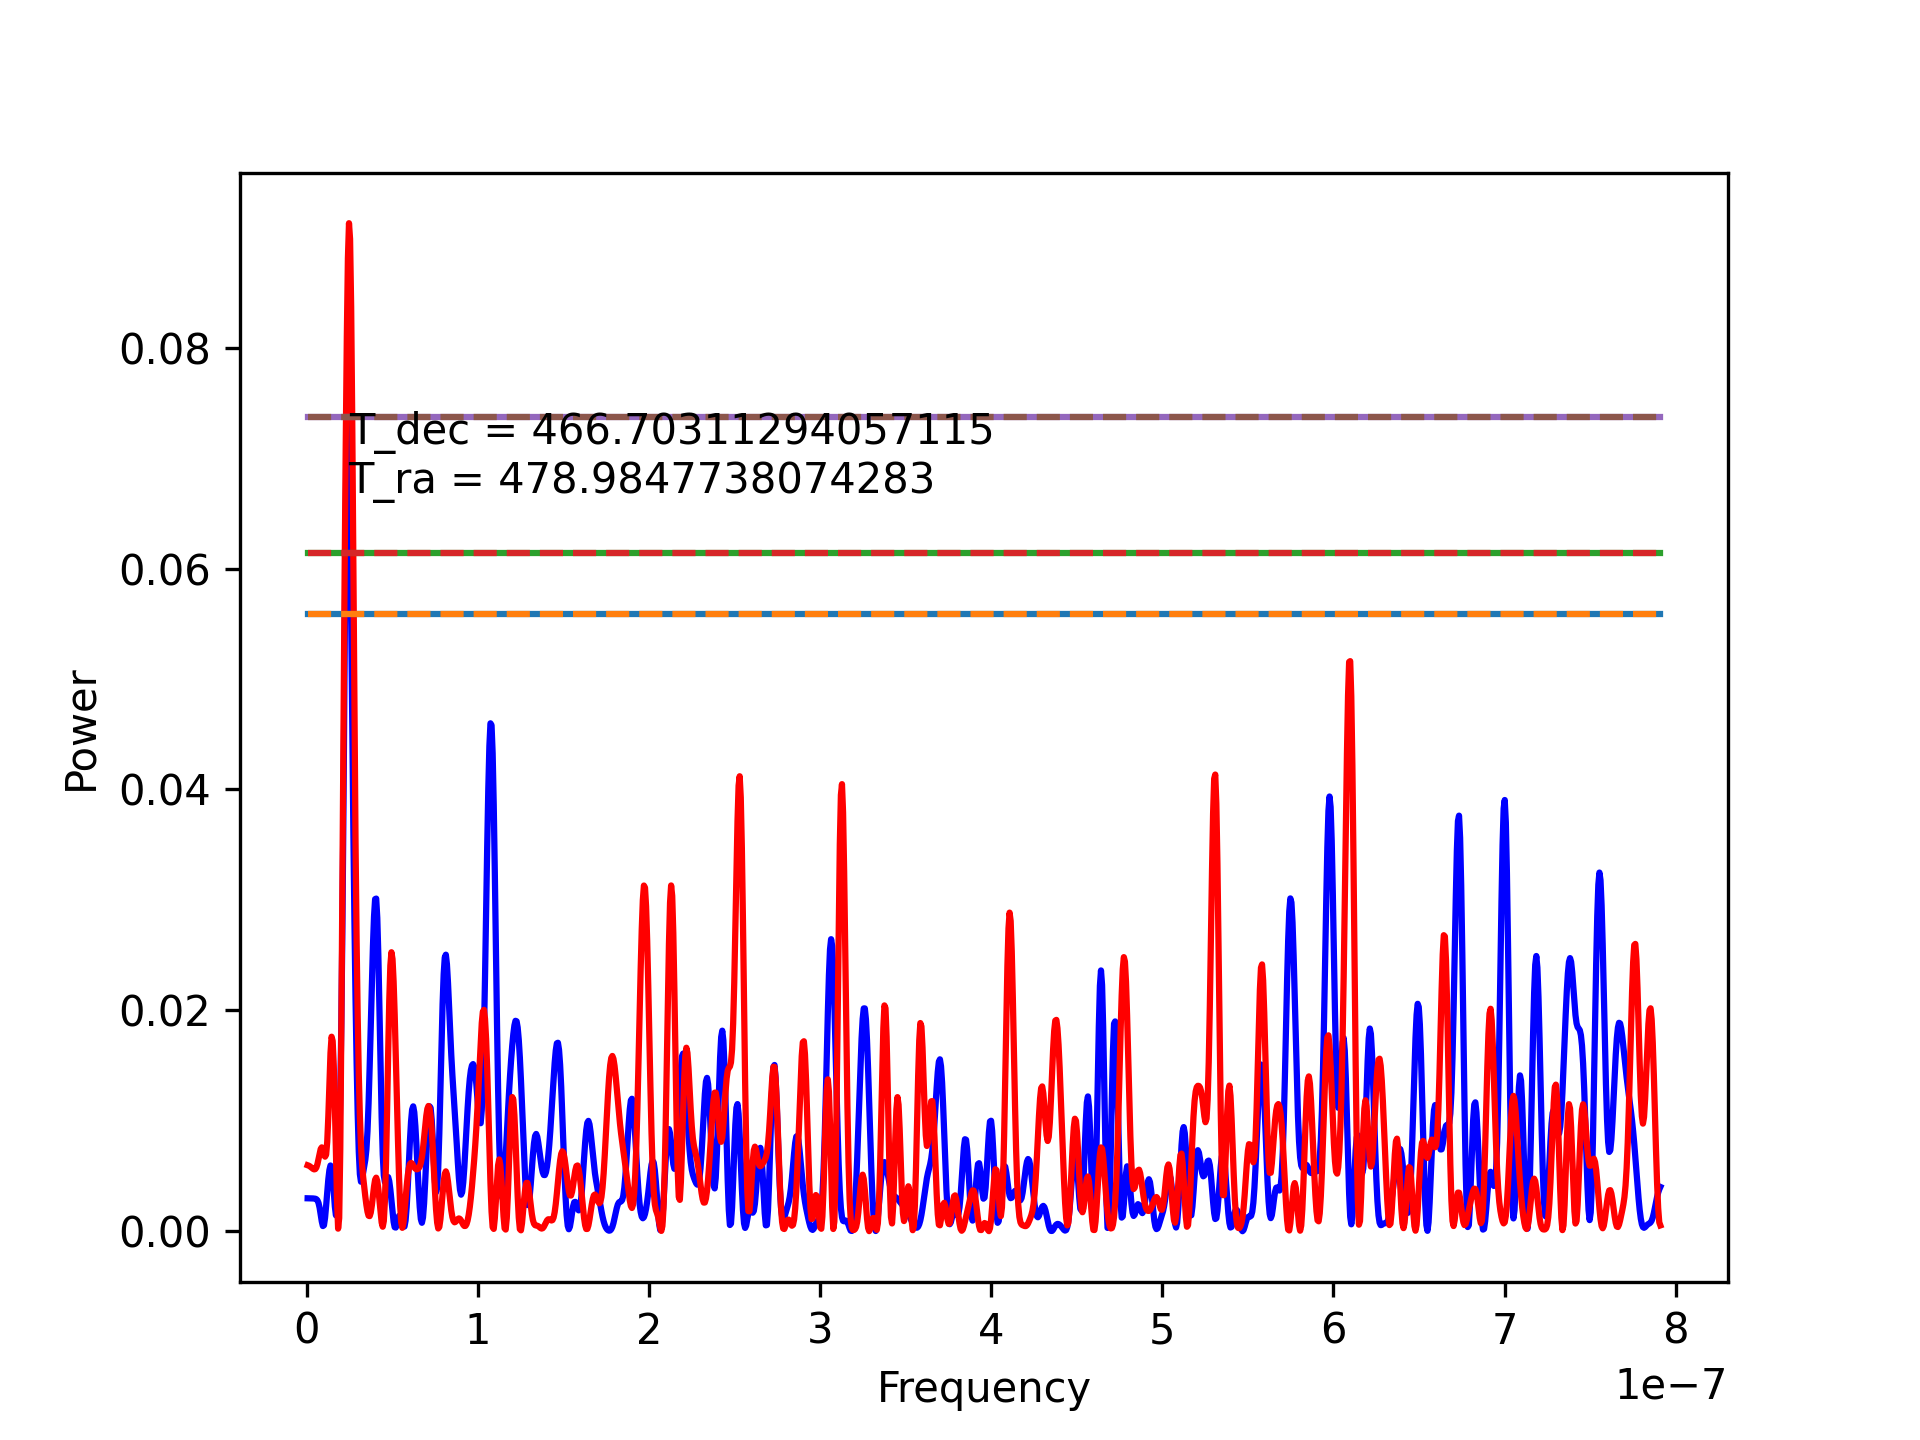 0.08
T_dec = 466.70311294057115
T_ra = 478.9847738074283
0.06
Power
0.04
0.02
0.00
0 1 2 3 4 5 6 7 8
Frequency
1e−7